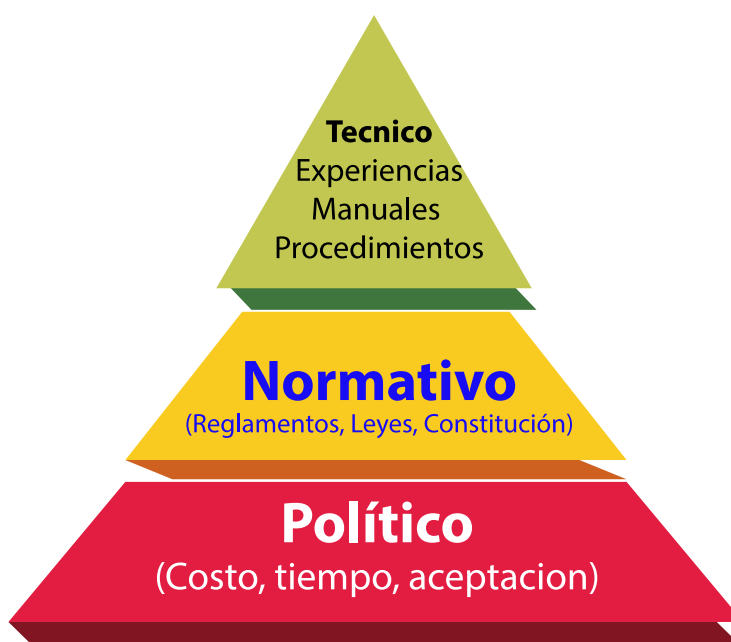 Tecnico
Experiencias
Manuales
Procedimientos
Normativo
(Reglamentos, Leyes, Constitución)
Político
(Costo, tiempo, aceptacion)